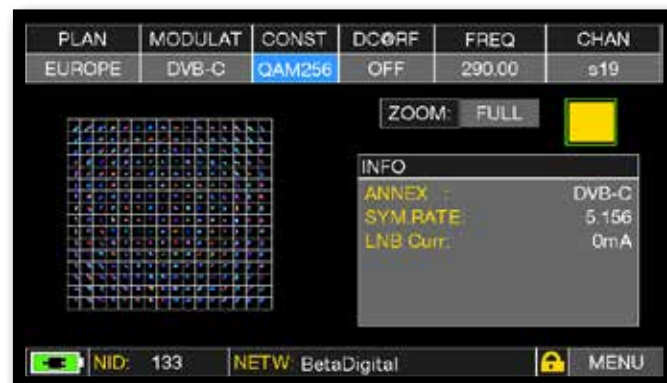 PLAN MODULAT CONST DC@RF FREQ CHAN
EUROPE DVB-C QAM256 OFF 290.00 s19
ZOOM: FULL
INFO
ANNEX : DVB-C
SYM.RATE: 5.156
LNB Curr.: 0mA
NID: 133 NETW: BetaDigital MENU